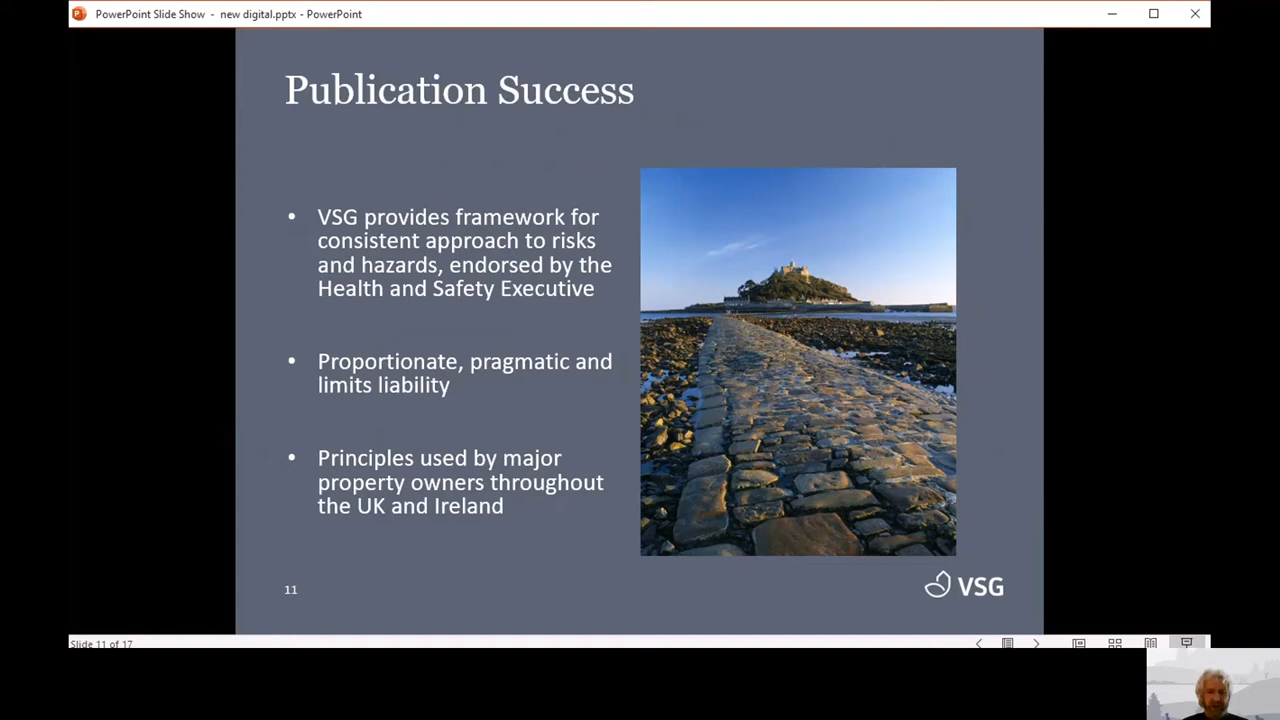 PowerPoint Slide Show - new digital.pptx - PowerPoint
Publication Success
• VSG provides framework for
consistent approach to risks
and hazards, endorsed by the
Health and Safety Executive
• Proportionate, pragmatic and
limits liability
• Principles used by major
property owners throughout
the UK and Ireland
11
VSG
Slide 11 of 17